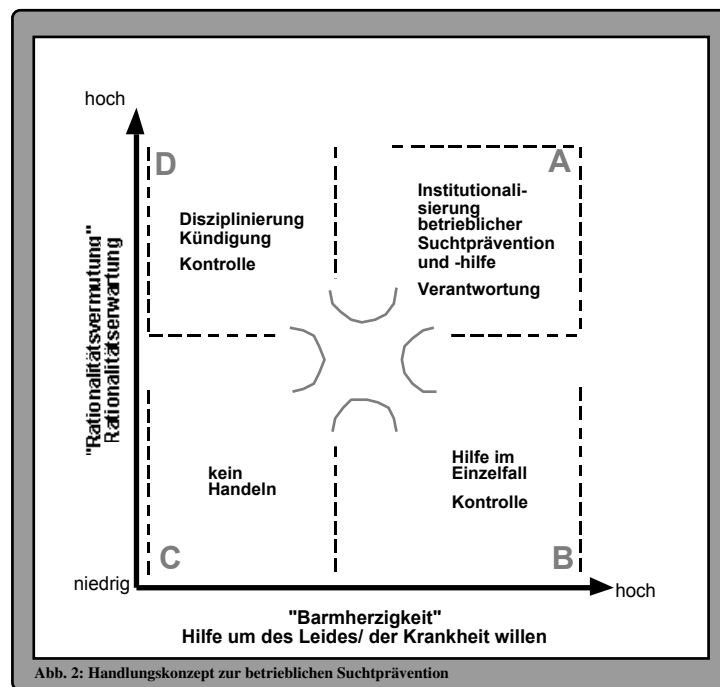 hoch
D
A
Disziplinierung
Kündigung
Kontrolle
Institutionali-
sierung
betrieblicher
Suchtprävention
und -hilfe
Verantwortung
"Rationalitätsvermutung"
Rationalitätserwartung
kein
Handeln
Hilfe im
Einzelfall
Kontrolle
C
B
niedrig
hoch
"Barmherzigkeit"
Hilfe um des Leides/ der Krankheit willen
Abb. 2: Handlungskonzept zur betrieblichen Suchtprävention